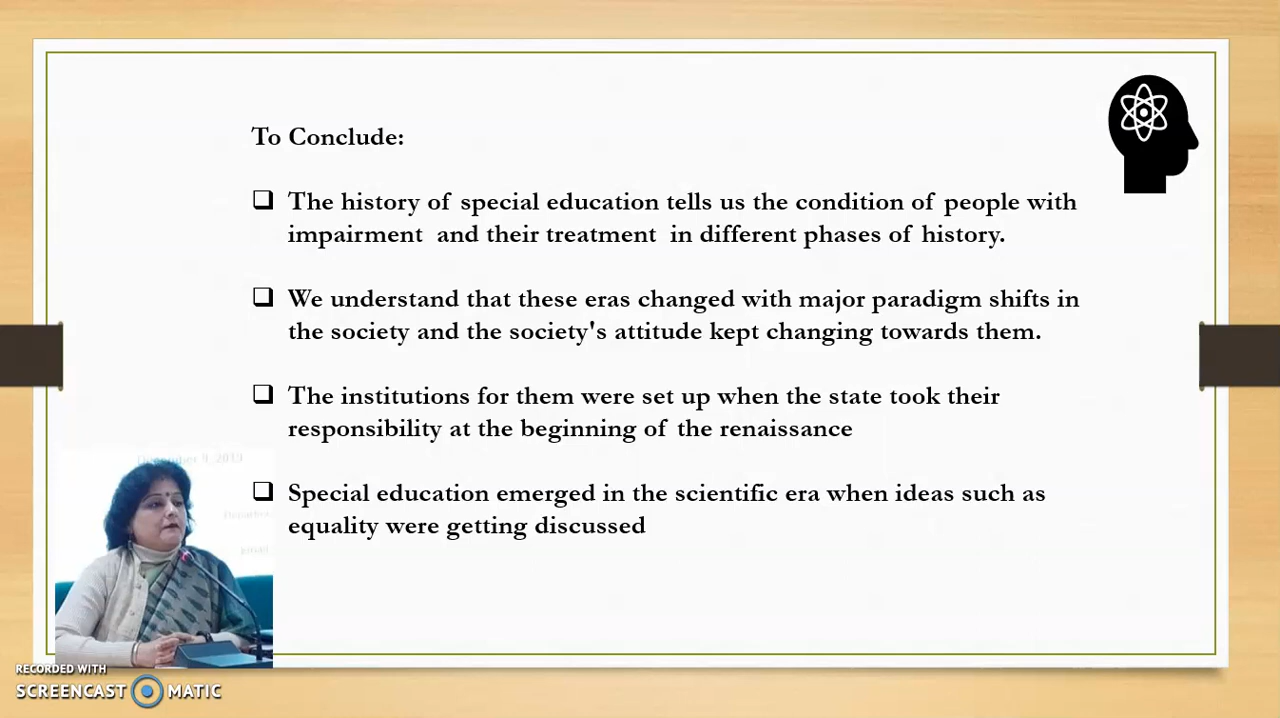 To Conclude:
The history of special education tells us the condition of people with
impairment and their treatment in different phases of history.
We understand that these eras changed with major paradigm shifts in
the society and the society's attitude kept changing towards them.
The institutions for them were set up when the state took their
responsibility at the beginning of the renaissance
Special education emerged in the scientific era when ideas such as
equality were getting discussed
RECORDED WITH
SCREENCAST MATIC